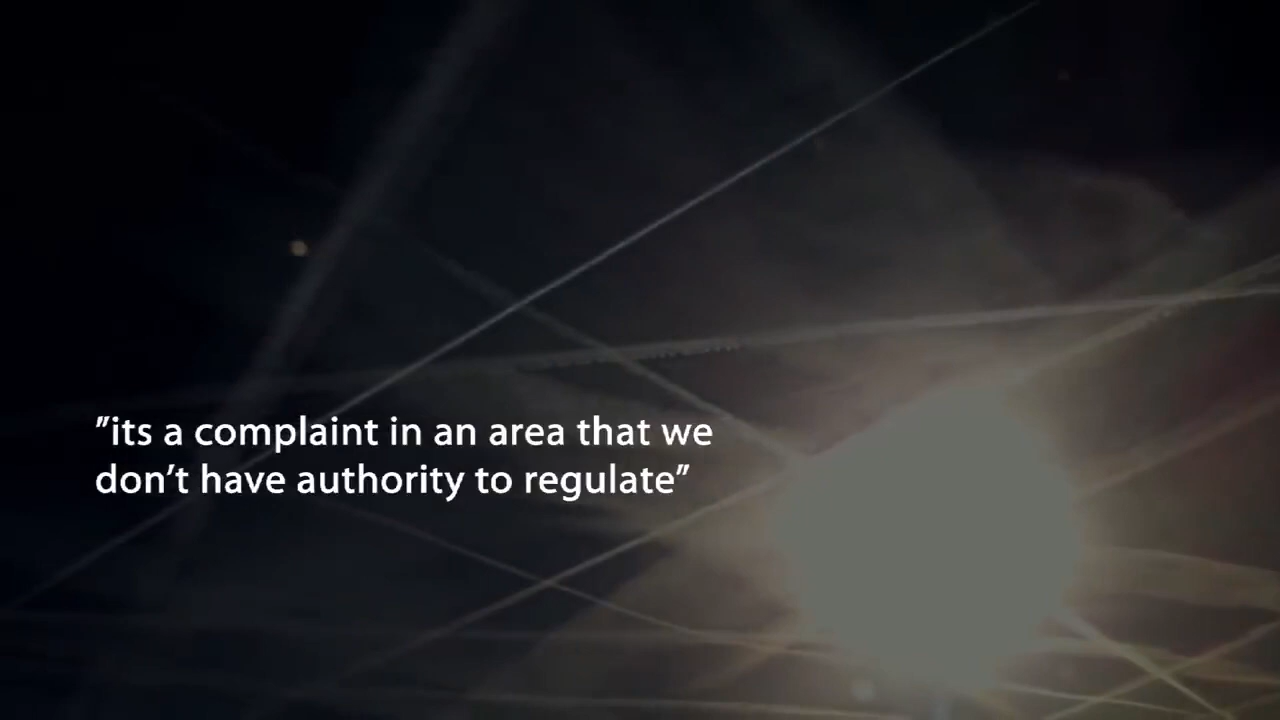 "its a complaint in an area that we
don't have authority to regulate"